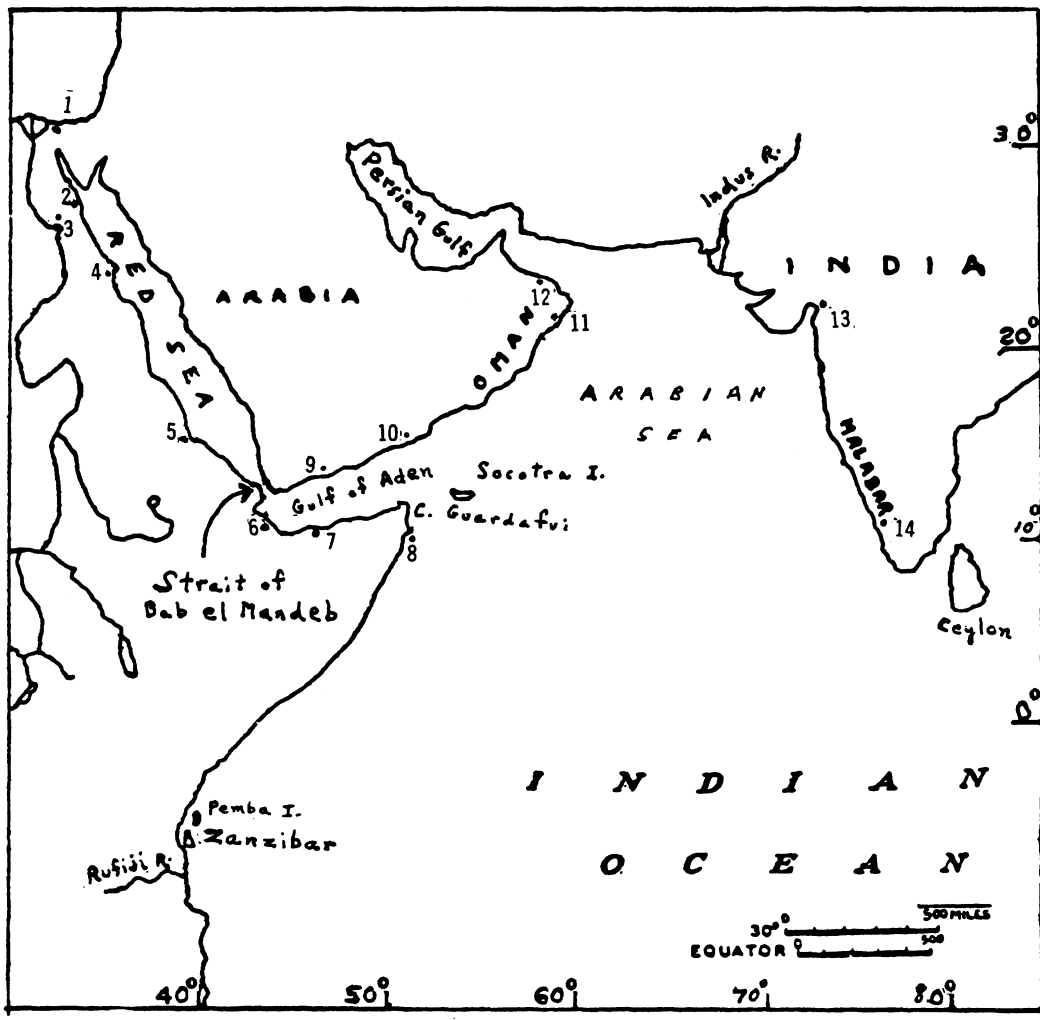 1
30°
Persian Gulf
Indus R.
2
3
RED SEA
4
ARABIA
INDIA
12
11
13
OMAN
20°
ARABIAN
SEA
5
10
9
MALABAR
Gulf of Aden
Socotra I.
C. Guardafui
6
7
8
14
10°
Strait of
Bab el Mandeb
Ceylon
0°
INDIAN
OCEAN
Pemba I.
Zanzibar
Rufiji R.
500 MILES
30° 0
EQUATOR 0 500
40° 50° 60° 70° 80°